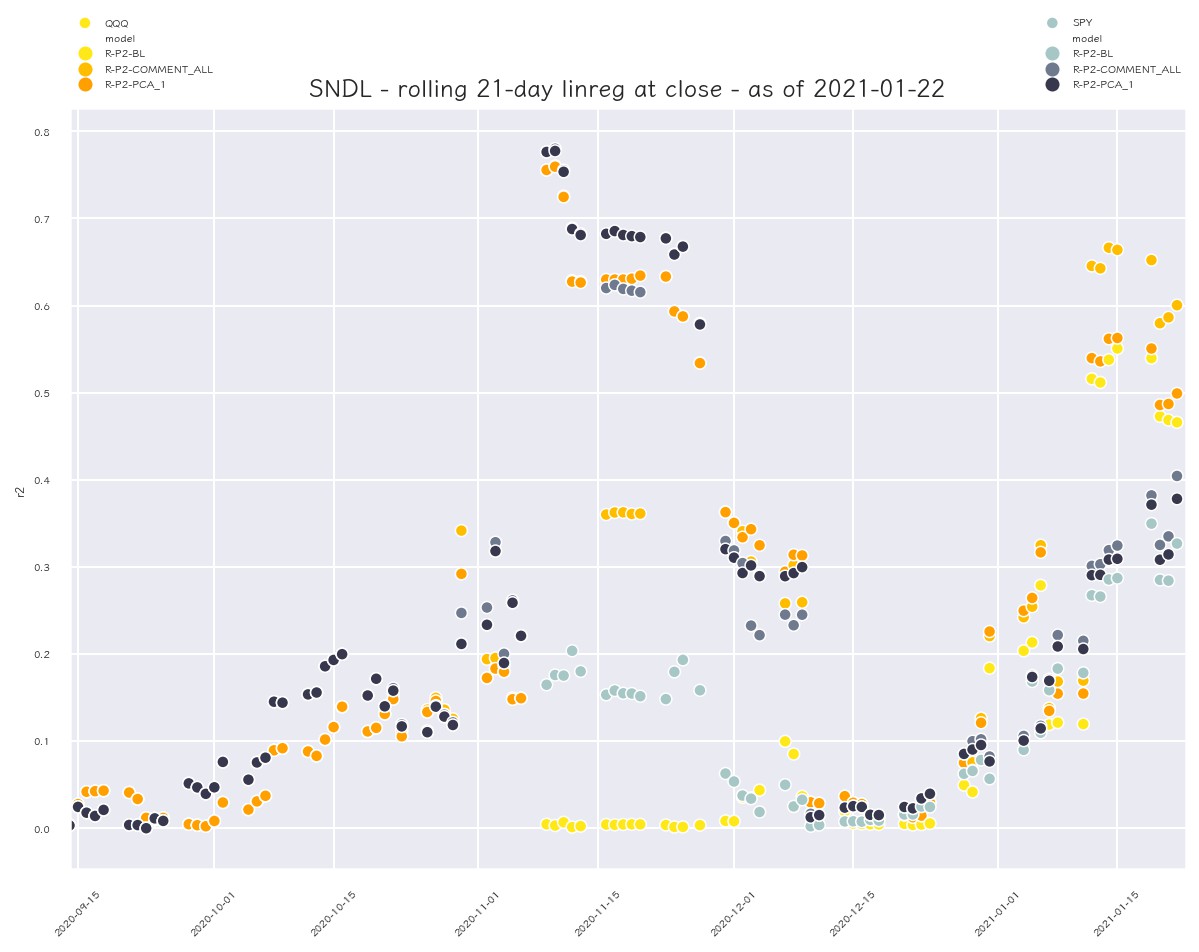 QQQ
model
R-P2-BL
R-P2-COMMENT_ALL
R-P2-PCA_1
SPY
model
R-P2-BL
R-P2-COMMENT_ALL
R-P2-PCA_1
SNDL - rolling 21-day linreg at close - as of 2021-01-22
0.8
0.7
0.6
0.5
0.4
0.3
0.2
0.1
0.0
r2
2020-09-15
2020-10-01
2020-10-15
2020-11-01
2020-11-15
2020-12-01
2020-12-15
2021-01-01
2021-01-15